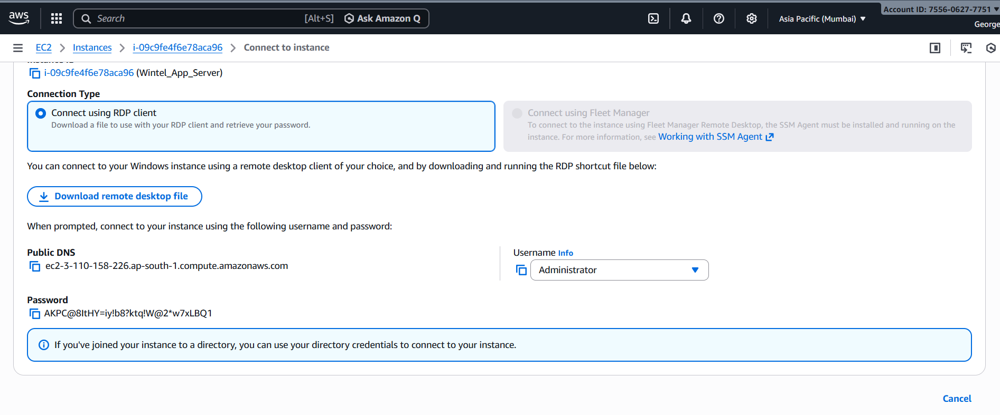 aws
Search
[Alt+S]
Ask Amazon Q
Asia Pacific (Mumbai)
Account ID: 7556-0627-7751
George
EC2
Instances
i-09c9fe4f6e78aca96
Connect to instance
i-09c9fe4f6e78aca96 (Wintel_App_Server)
Connection Type
Connect using RDP client
Download a file to use with your RDP client and retrieve your password.
Connect using Fleet Manager
To connect to the instance using Fleet Manager Remote Desktop, the SSM Agent must be installed and running on the
instance. For more information, see Working with SSM Agent
You can connect to your Windows instance using a remote desktop client of your choice, and by downloading and running the RDP shortcut file below:
Download remote desktop file
When prompted, connect to your instance using the following username and password:
Public DNS
ec2-3-110-158-226.ap-south-1.compute.amazonaws.com
Username Info
Administrator
Password
AKPC@8ItHY=iy!b8?ktq!W@2*w7xLBQ1
If you've joined your instance to a directory, you can use your directory credentials to connect to your instance.
Cancel